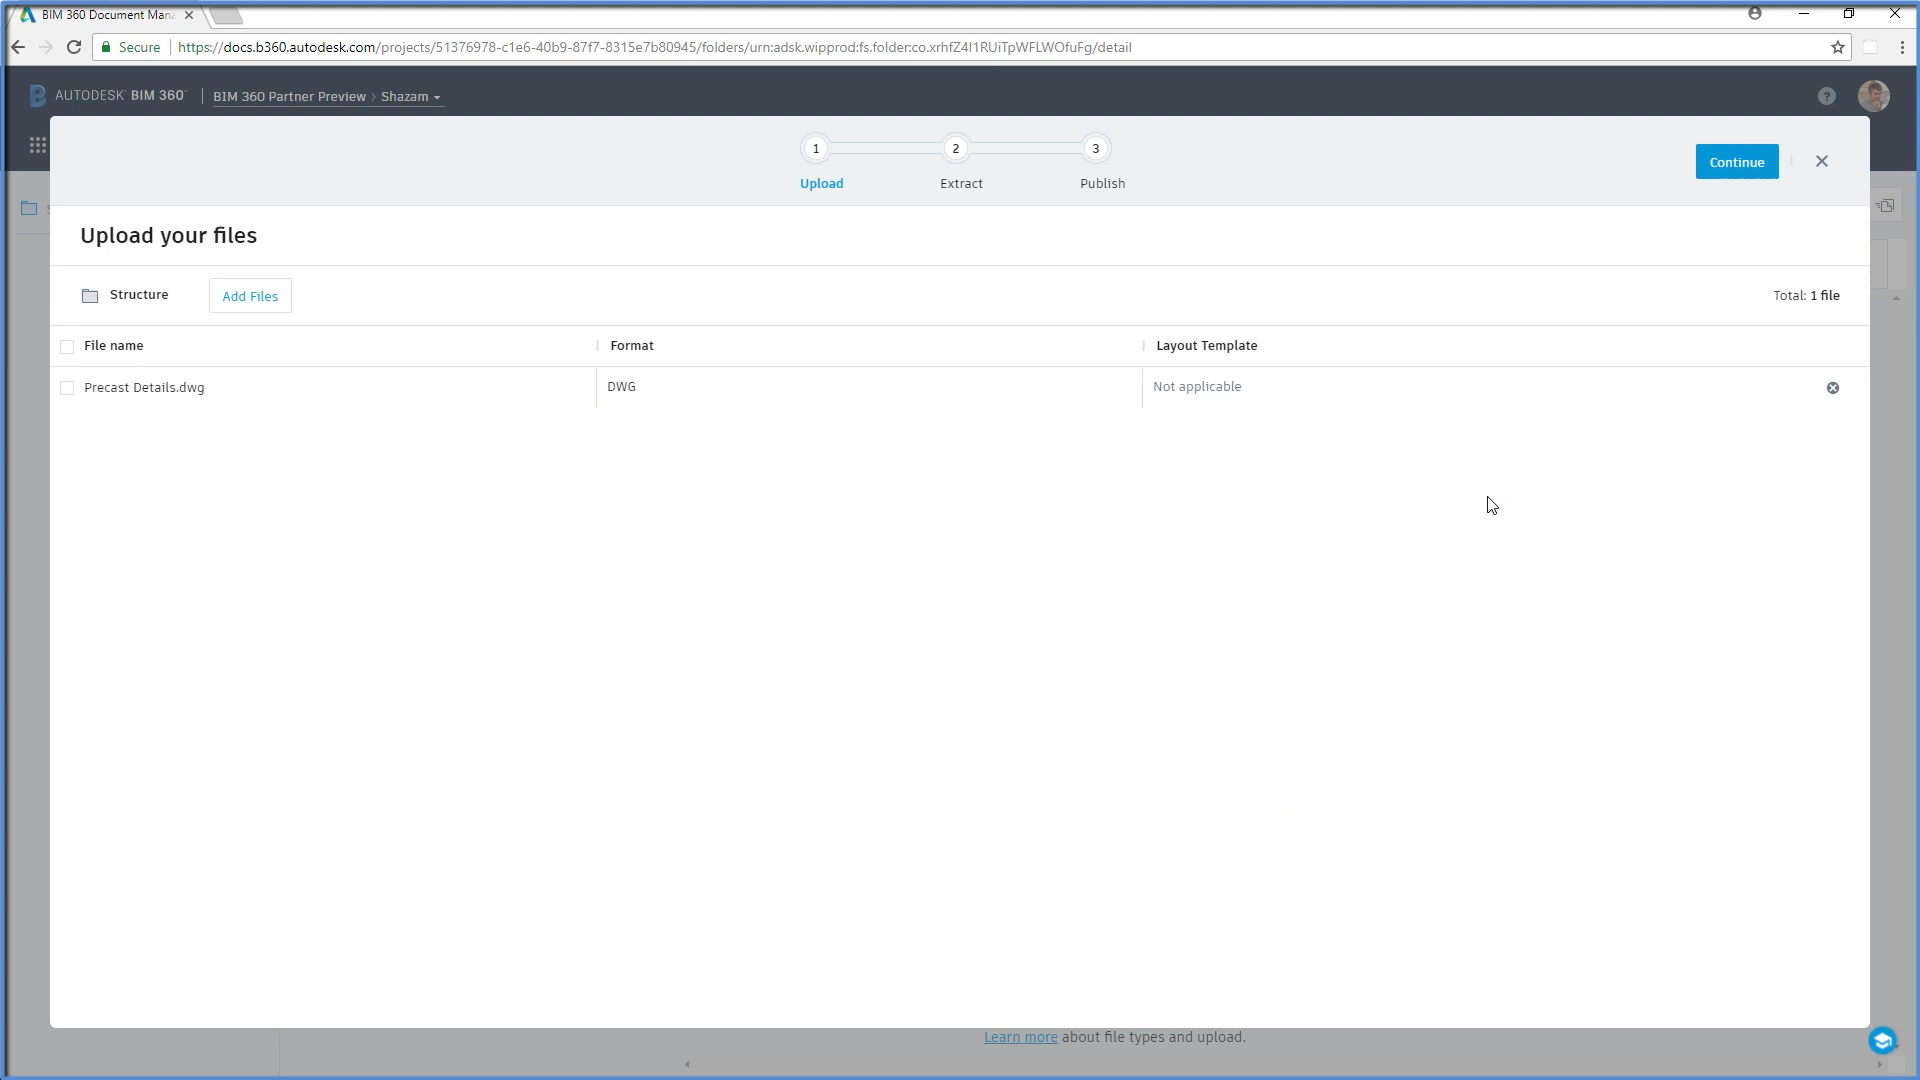 BIM 360 Document Mana
Secure
https://docs.b360.autodesk.com/projects/51376978-c1e6-40b9-87f7-8315e7b80945/folders/urn:adsk.wipprod:fs.folder:co.xrhfZ4I1RUiTpWFLWOfuFg/detail
AUTODESK® BIM 360®
BIM 360 Partner Preview > Shazam
?
1 2 3
Upload Extract Publish
Continue
Upload your files
Structure
Add Files
Total: 1 file
File name Format Layout Template
Precast Details.dwg DWG Not applicable
Learn more about file types and upload.